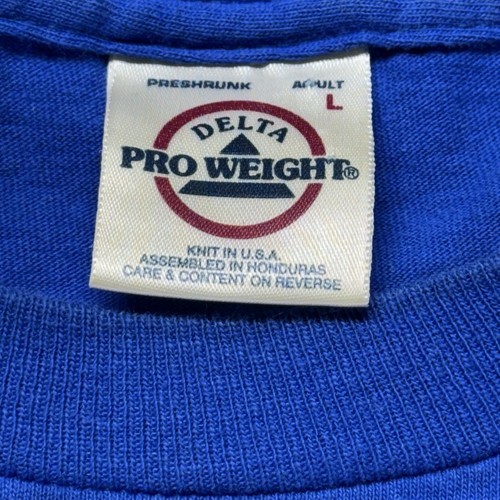 PRESHRUNK ADULT
L
DELTA
PRO WEIGHT®
KNIT IN U.S.A.
ASSEMBLED IN HONDURAS
CARE & CONTENT ON REVERSE